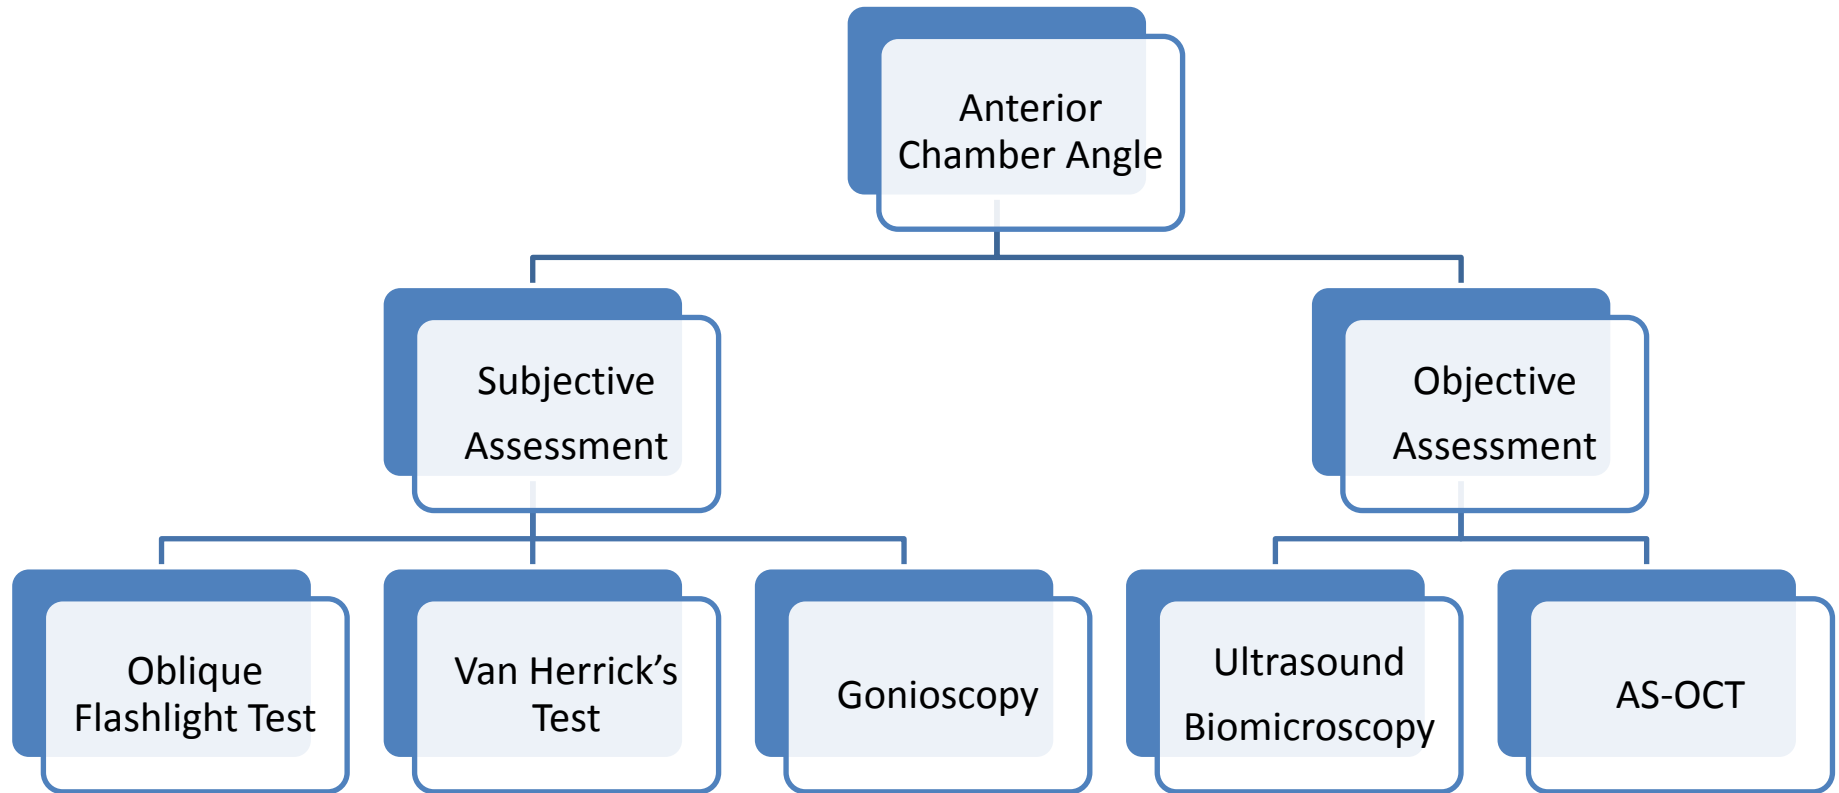 Anterior
Chamber Angle
Subjective
Assessment
Objective
Assessment
Oblique
Flashlight Test
Van Herrick’s
Test
Gonioscopy
Ultrasound
Biomicroscopy
AS-OCT